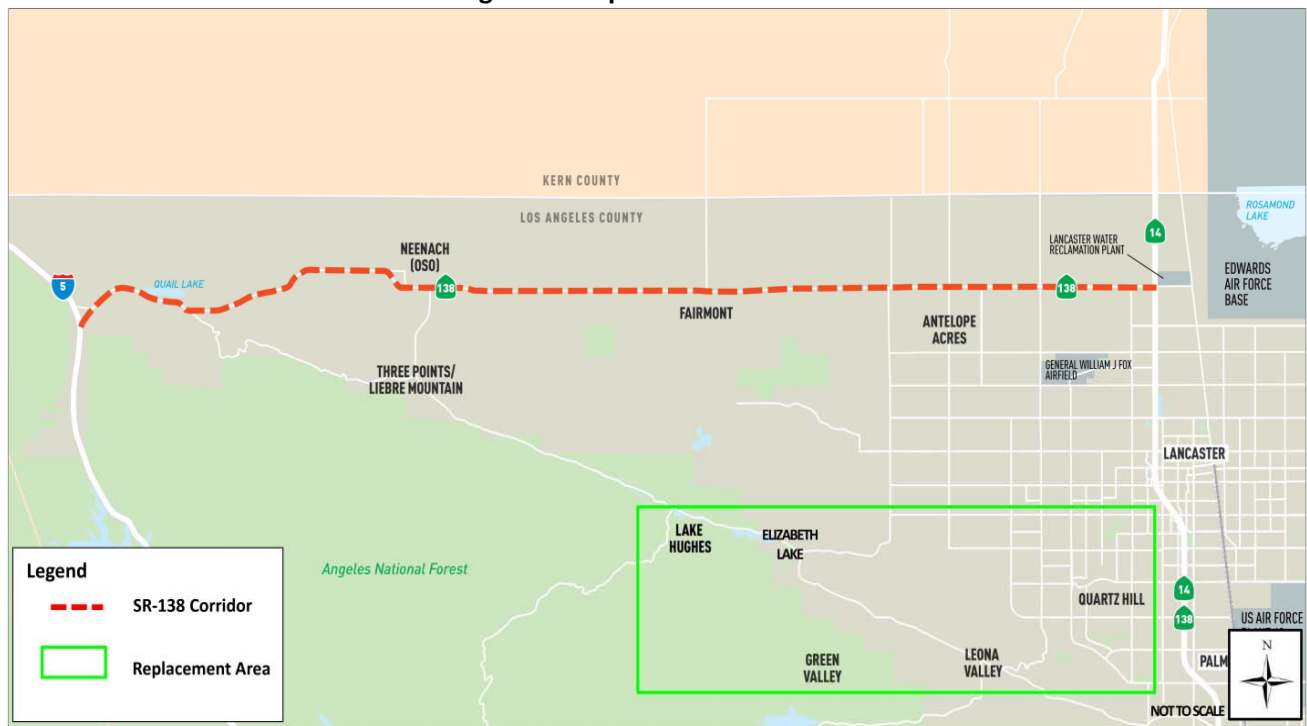 KERN COUNTY
LOS ANGELES COUNTY
ROSAMOND
LAKE
14
LANCASTER WATER
RECLAMATION PLANT
NEENACH
(OSO)
EDWARDS
AIR FORCE
BASE
5
QUAIL LAKE
138
138
FAIRMONT
ANTELOPE
ACRES
THREE POINTS/
LIEBRE MOUNTAIN
GENERAL WILLIAM J FOX
AIRFIELD
LANCASTER
LAKE
HUGHES
ELIZABETH
LAKE
Legend
SR-138 Corridor
Replacement Area
Angeles National Forest
QUARTZ HILL
14
138
US AIR FORCE
GREEN
VALLEY
LEONA
VALLEY
PALM
N
NOT TO SCALE